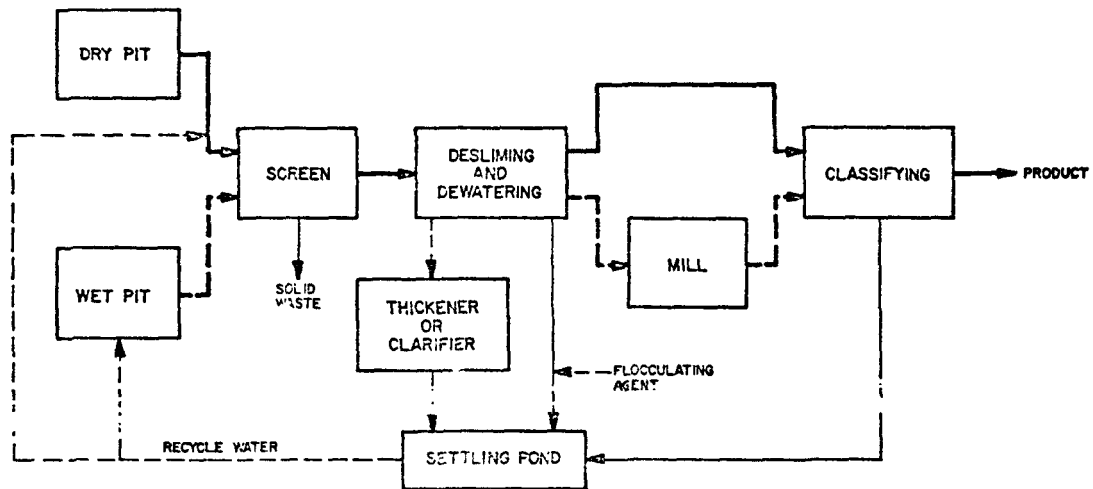 DRY PIT
SCREEN
DESLIMING
AND
DEWATERING
CLASSIFYING
PRODUCT
WET PIT
SOLID
WASTE
THICKENER
OR
CLARIFIER
MILL
FLOCCULATING
AGENT
RECYCLE WATER
SETTLING POND